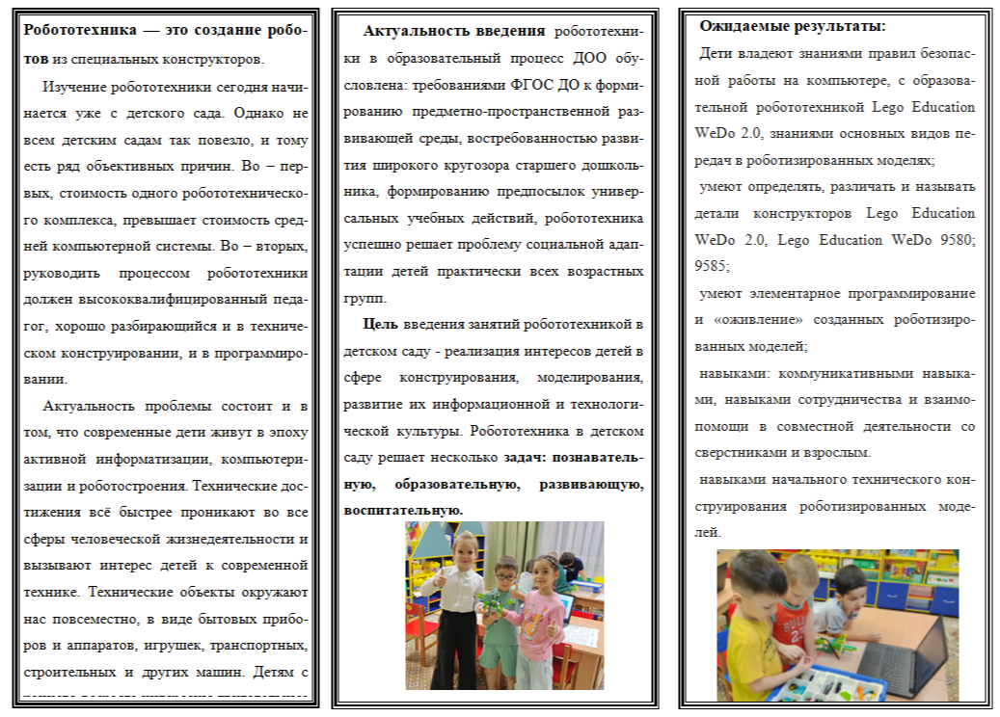 Робототехника — это создание робо-
тов из специальных конструкторов.
Изучение робототехники сегодня начи-
нается уже с детского сада. Однако не
всем детским садам так повезло, и тому
есть ряд объективных причин. Во – пер-
вых, стоимость одного робототехническо-
го комплекса, превышает стоимость сред-
ней компьютерной системы. Во – вторых,
руководить процессом робототехники
должен высококвалифицированный педа-
гог, хорошо разбирающийся и в техниче-
ском конструировании, и в программиро-
вании.
Актуальность проблемы состоит и в
том, что современные дети живут в эпоху
активной информатизации, компьютери-
зации и роботостроения. Технические дос-
тижения всё быстрее проникают во все
сферы человеческой жизнедеятельности и
вызывают интерес детей к современной
технике. Технические объекты окружают
нас повсеместно, в виде бытовых прибо-
ров и аппаратов, игрушек, транспортных,
строительных и других машин. Детям с
Актуальность введения робототехни-
ки в образовательный процесс ДОО обу-
словлена: требованиями ФГОС ДО к форми-
рованию предметно-пространственной раз-
вивающей среды, востребованностью разви-
тия широкого кругозора старшего дошколь-
ника, формированию предпосылок универ-
сальных учебных действий, робототехника
успешно решает проблему социальной адап-
тации детей практически всех возрастных
групп.
Цель введения занятий робототехникой в
детском саду - реализация интересов детей в
сфере конструирования, моделирования,
развитие их информационной и технологи-
ческой культуры. Робототехника в детском
саду решает несколько задач: познаватель-
ную, образовательную, развивающую,
воспитательную.
Ожидаемые результаты:
Дети владеют знаниями правил безопас-
ной работы на компьютере, с образова-
тельной робототехникой Lego Education
WeDo 2.0, знаниями основных видов пе-
редач в роботизированных моделях;
умеют определять, различать и называть
детали конструкторов Lego Education
WeDo 2.0, Lego Education WeDo 9580;
9585;
умеют элементарное программирование
и «оживление» созданных роботизиро-
ванных моделей;
навыками: коммуникативными навыка-
ми, навыками сотрудничества и взаимо-
помощи в совместной деятельности со
сверстниками и взрослым.
навыками начального технического кон-
струирования роботизированных моде-
лей.